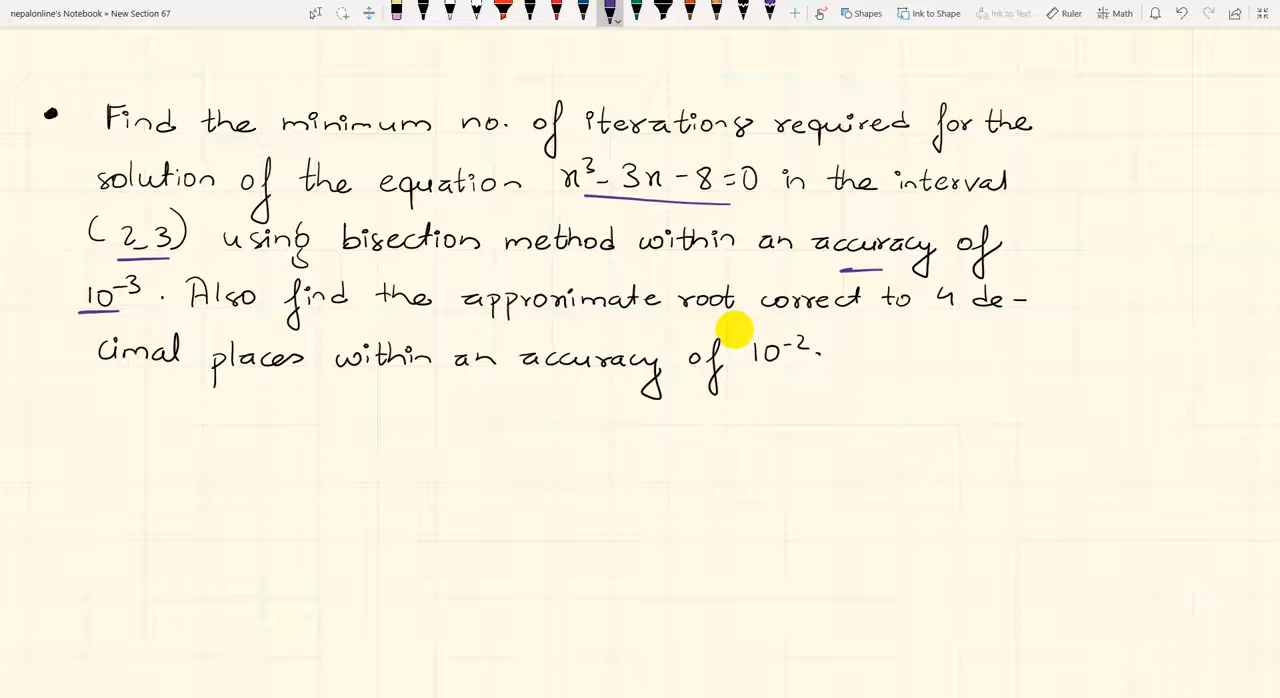 nepalonline's Notebook » New Section 67
Shapes Ink to Shape Ink to Text Ruler Math
• Find the minimum no. of iterations required for the
solution of the equation x³ - 3x - 8 = 0 in the interval
(2,3) using bisection method within an accuracy of
10⁻³. Also find the approximate root correct to 4 de-
cimal places within an accuracy of 10⁻².